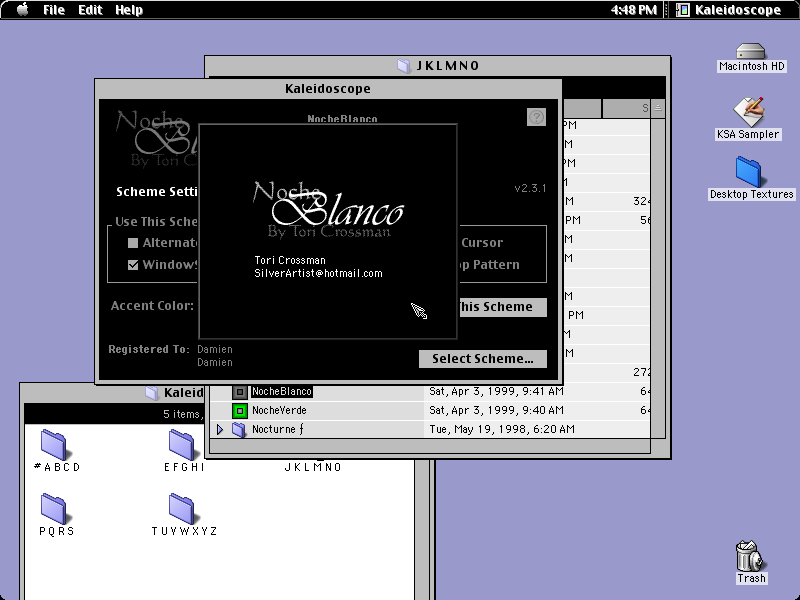 File Edit Help
4:48 PM
Kaleidoscope
JKLMNO
Macintosh HD
KSA Sampler
Desktop Textures
Trash
Kaleidoscope
Noche
By Tori
NocheBlanco
?
Scheme Setti
v2.3.1
Use This Sche
Alternat
Cursor
WindowS
p Pattern
Accent Color:
his Scheme
Registered To: Damien
Damien
Select Scheme...
Noche
Blanco
By Tori Crossman
Tori Crossman
SilverArtist@hotmail.com
S
PM
M
PM
M
M 324
PM 56
M
M
M
PM
M
M
272
NocheBlanco Sat, Apr 3, 1999, 9:41 AM 64
NocheVerde Sat, Apr 3, 1999, 9:40 AM 64
Nocturne ƒ Tue, May 19, 1998, 6:20 AM
Kaleid
5 items,
#ABCD
EFGHI
JKLMNO
PQRS
TUVWXYZ